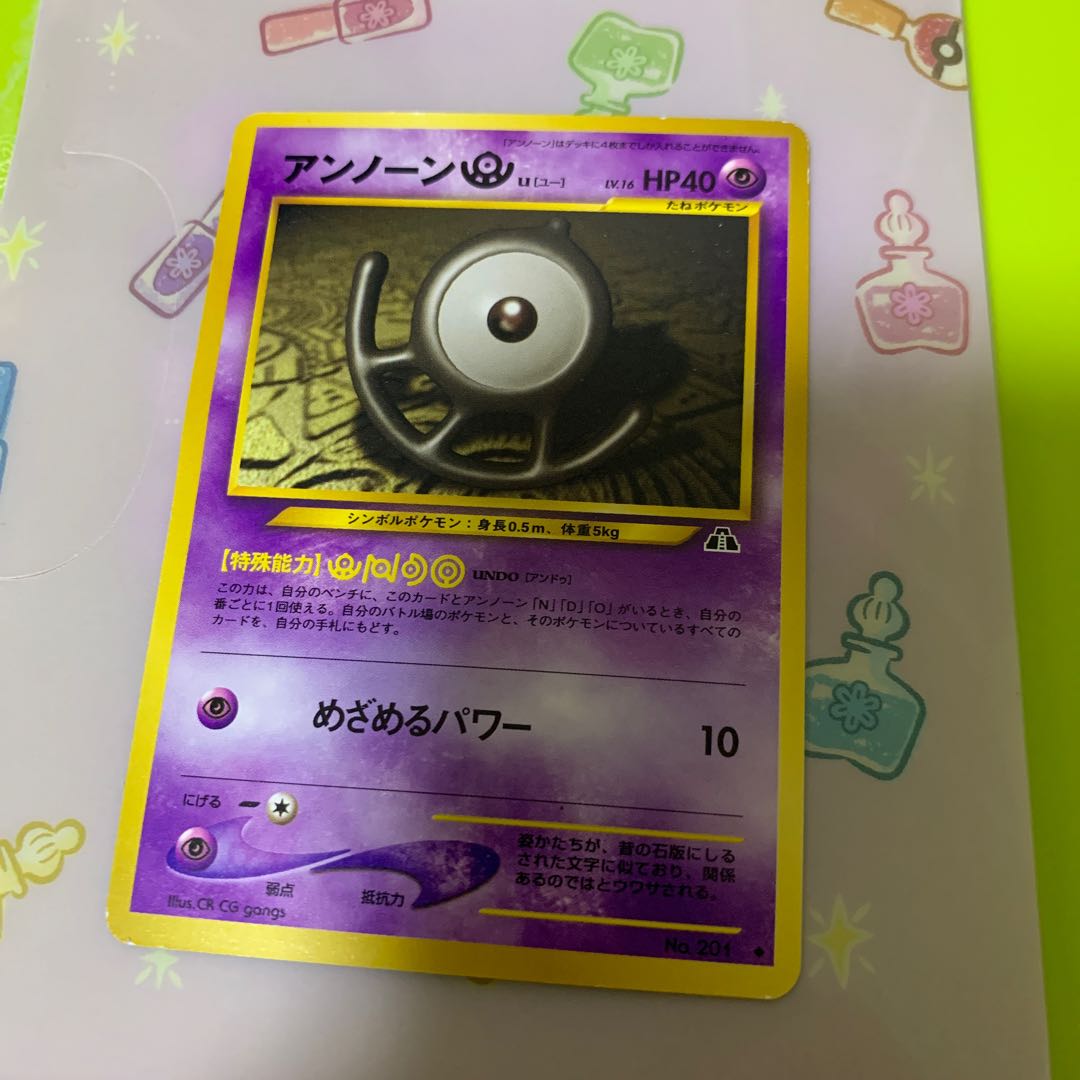 「アンノーン」はデッキに4枚までしか入れることができません。
アンノーン u [ユー] LV.16 HP40
たねポケモン
シンボルポケモン：身長0.5m、体重5kg
【特殊能力】 UNDO [アンドゥ]
この力は、自分のベンチに、このカードとアンノーン「N」「D」「O」がいるとき、自分の
番ごとに1回使える。自分のバトル場のポケモンと、そのポケモンについているすべての
カードを、自分の手札にもどす。
めざめるパワー 10
にげる
弱点
抵抗力
姿かたちが、昔の石版にしる
された文字に似ており、関係
あるのではとウワサされる。
Illus. CR CG gangs
No. 201